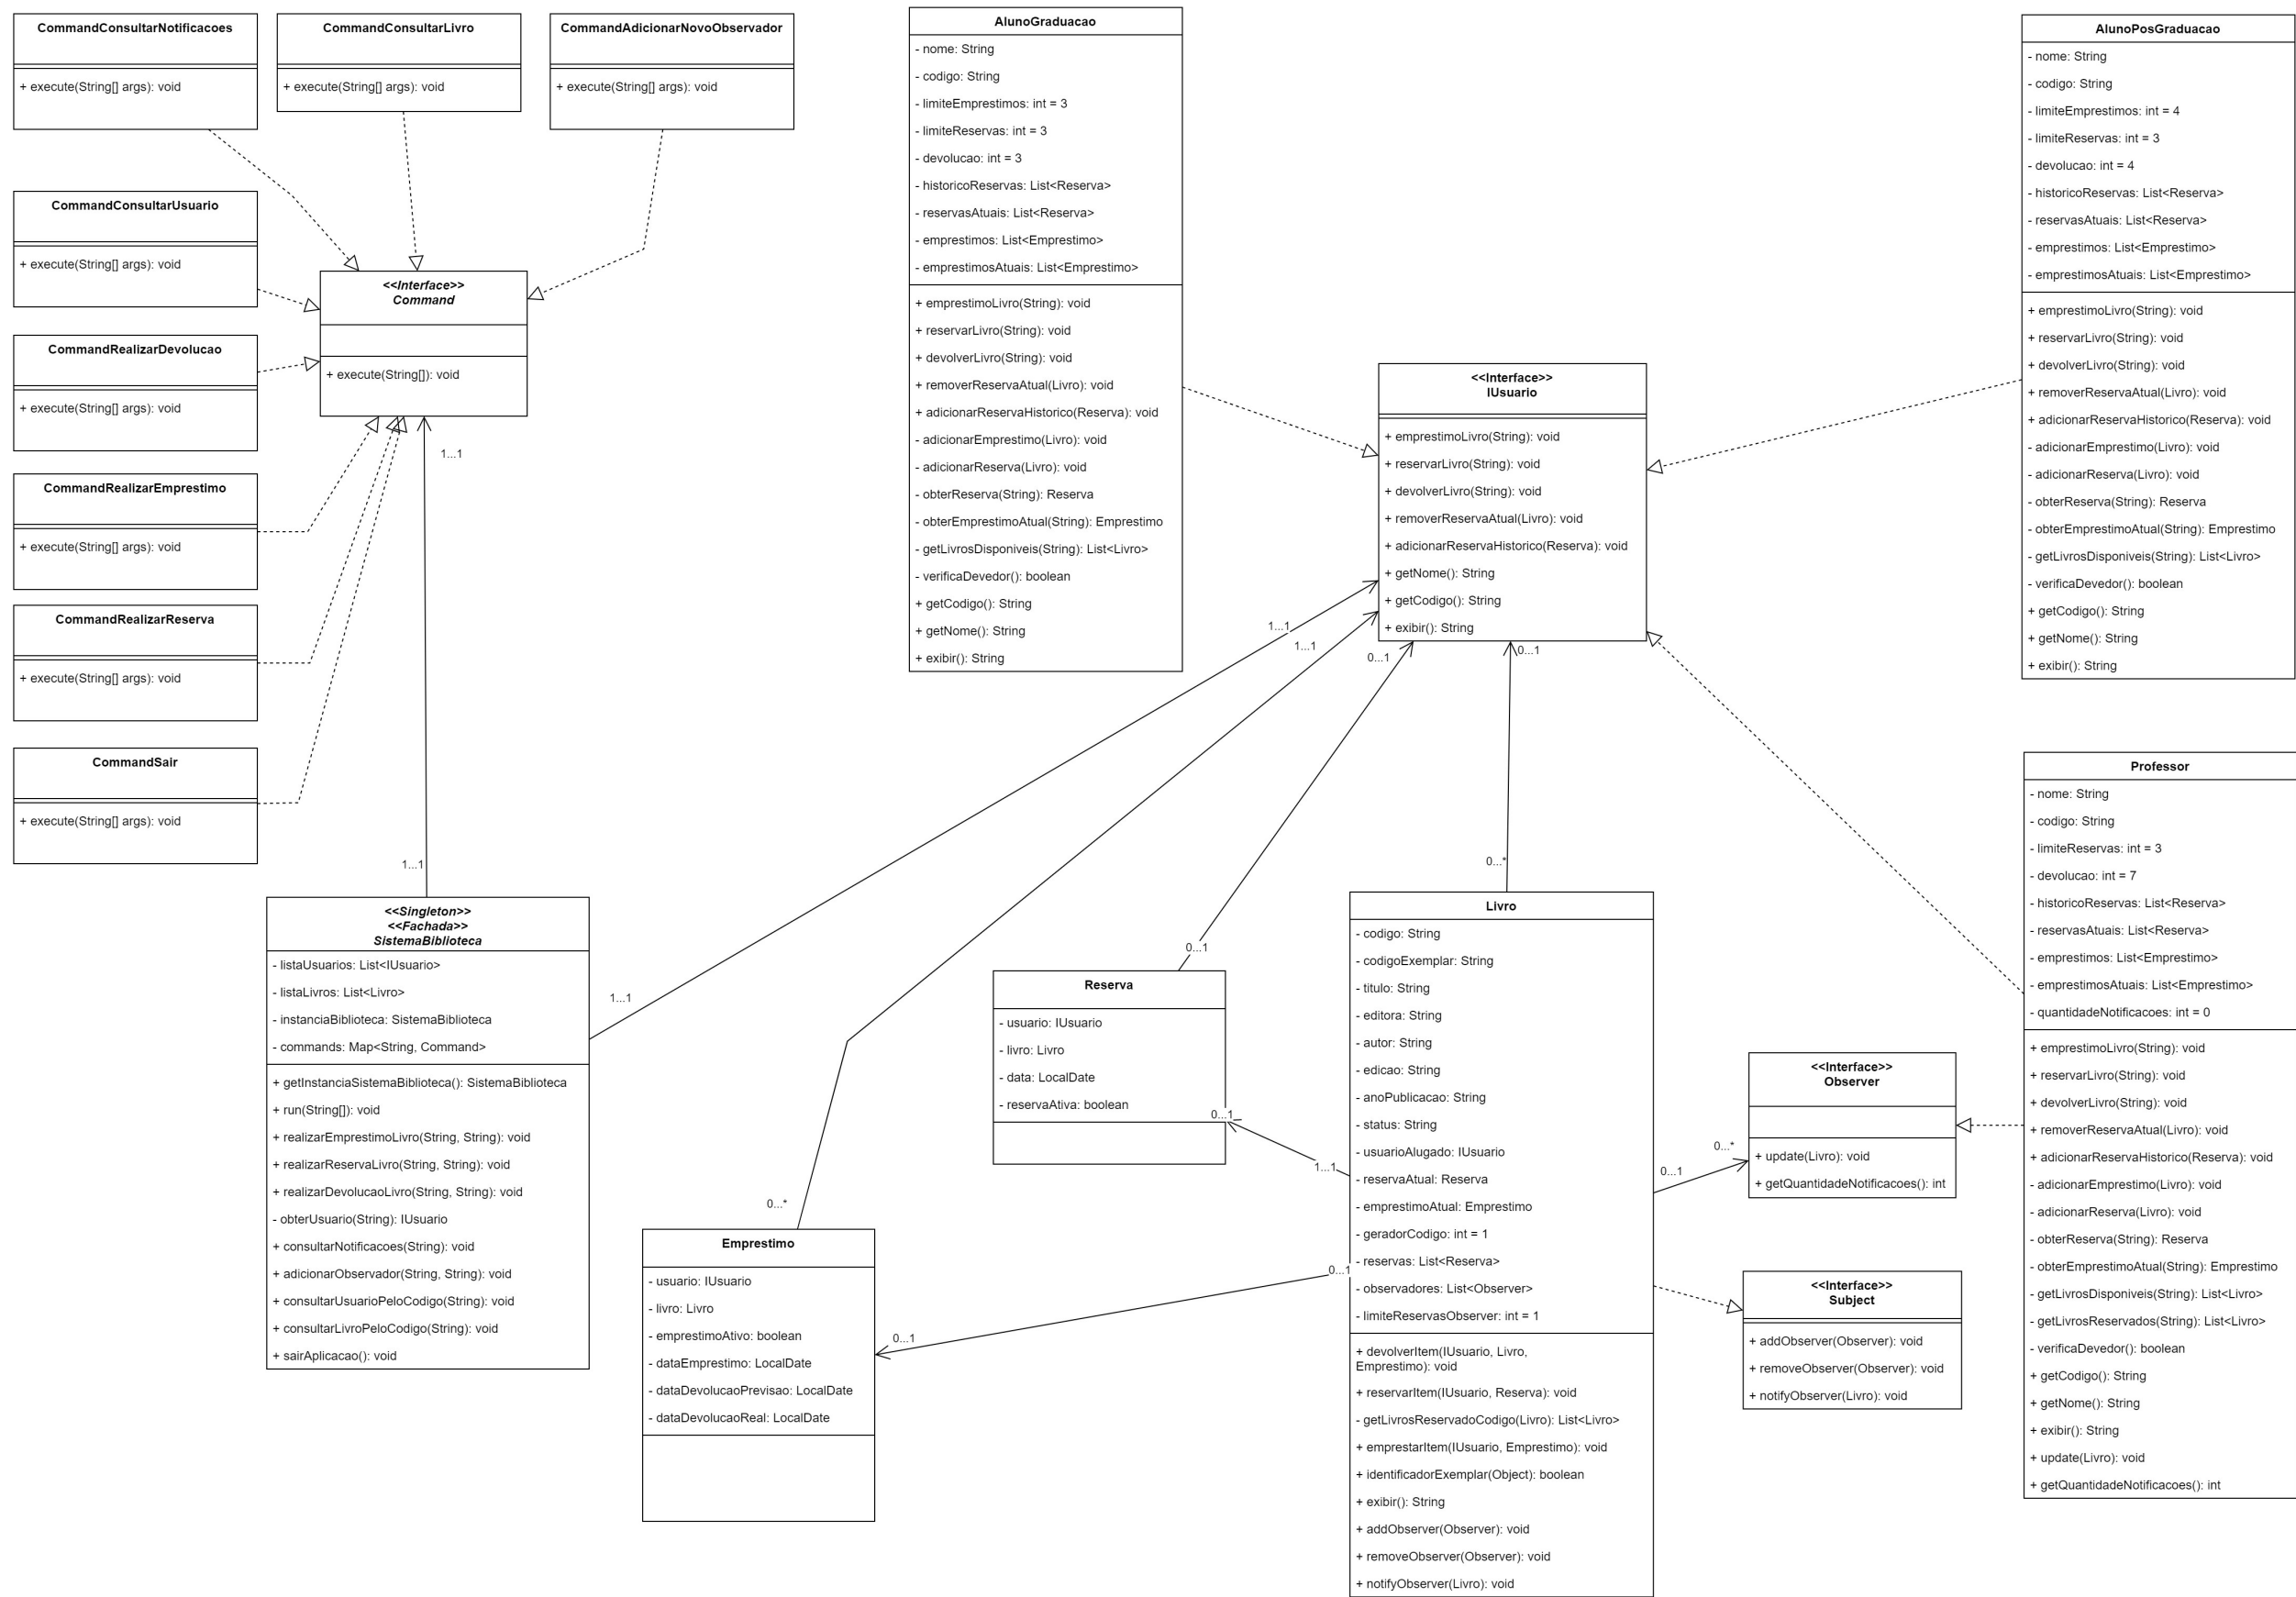 CommandConsultarNotificacoes
+ execute(String[] args): void
CommandConsultarLivro
+ execute(String[] args): void
CommandAdicionarNovoObservador
+ execute(String[] args): void
CommandConsultarUsuario
+ execute(String[] args): void
CommandRealizarDevolucao
+ execute(String[] args): void
CommandRealizarEmprestimo
+ execute(String[] args): void
CommandRealizarReserva
+ execute(String[] args): void
CommandSair
+ execute(String[] args): void
<<Interface>>
Command
+ execute(String[]): void
1...1
1...1
<<Singleton>>
<<Fachada>>
SistemaBiblioteca
- listaUsuarios: List<IUsuario>
- listaLivros: List<Livro>
- instanciaBiblioteca: SistemaBiblioteca
- commands: Map<String, Command>
+ getInstanciaSistemaBiblioteca(): SistemaBiblioteca
+ run(String[]): void
+ realizarEmprestimoLivro(String, String): void
+ realizarReservaLivro(String, String): void
+ realizarDevolucaoLivro(String, String): void
- obterUsuario(String): IUsuario
+ consultarNotificacoes(String): void
+ adicionarObservador(String, String): void
+ consultarUsuarioPeloCodigo(String): void
+ consultarLivroPeloCodigo(String): void
+ sairAplicacao(): void
AlunoGraduacao
- nome: String
- codigo: String
- limiteEmprestimos: int = 3
- limiteReservas: int = 3
- devolucao: int = 3
- historicoReservas: List<Reserva>
- reservasAtuais: List<Reserva>
- emprestimos: List<Emprestimo>
- emprestimosAtuais: List<Emprestimo>
+ emprestimoLivro(String): void
+ reservarLivro(String): void
+ devolverLivro(String): void
+ removerReservaAtual(Livro): void
+ adicionarReservaHistorico(Reserva): void
- adicionarEmprestimo(Livro): void
- adicionarReserva(Livro): void
- obterReserva(String): Reserva
- obterEmprestimoAtual(String): Emprestimo
- getLivrosDisponiveis(String): List<Livro>
- verificaDevedor(): boolean
+ getCodigo(): String
+ getNome(): String
+ exibir(): String
<<Interface>>
IUsuario
+ emprestimoLivro(String): void
+ reservarLivro(String): void
+ devolverLivro(String): void
+ removerReservaAtual(Livro): void
+ adicionarReservaHistorico(Reserva): void
+ getNome(): String
+ getCodigo(): String
+ exibir(): String
1...1
1...1
0...1
0...1
1...1
0...*
0...1
0...*
AlunoPosGraduacao
- nome: String
- codigo: String
- limiteEmprestimos: int = 4
- limiteReservas: int = 3
- devolucao: int = 4
- historicoReservas: List<Reserva>
- reservasAtuais: List<Reserva>
- emprestimos: List<Emprestimo>
- emprestimosAtuais: List<Emprestimo>
+ emprestimoLivro(String): void
+ reservarLivro(String): void
+ devolverLivro(String): void
+ removerReservaAtual(Livro): void
+ adicionarReservaHistorico(Reserva): void
- adicionarEmprestimo(Livro): void
- adicionarReserva(Livro): void
- obterReserva(String): Reserva
- obterEmprestimoAtual(String): Emprestimo
- getLivrosDisponiveis(String): List<Livro>
- verificaDevedor(): boolean
+ getCodigo(): String
+ getNome(): String
+ exibir(): String
Reserva
- usuario: IUsuario
- livro: Livro
- data: LocalDate
- reservaAtiva: boolean
0...1
1...1
Emprestimo
- usuario: IUsuario
- livro: Livro
- emprestimoAtivo: boolean
- dataEmprestimo: LocalDate
- dataDevolucaoPrevisao: LocalDate
- dataDevolucaoReal: LocalDate
0...1
0...1
Livro
- codigo: String
- codigoExemplar: String
- titulo: String
- editora: String
- autor: String
- edicao: String
- anoPublicacao: String
- status: String
- usuarioAlugado: IUsuario
- reservaAtual: Reserva
- emprestimoAtual: Emprestimo
- geradorCodigo: int = 1
- reservas: List<Reserva>
- observadores: List<Observer>
- limiteReservasObserver: int = 1
+ devolverItem(IUsuario, Livro,
Emprestimo): void
+ reservarItem(IUsuario, Reserva): void
- getLivrosReservadoCodigo(Livro): List<Livro>
+ emprestarItem(IUsuario, Emprestimo): void
+ identificadorExemplar(Object): boolean
+ exibir(): String
+ addObserver(Observer): void
+ removeObserver(Observer): void
+ notifyObserver(Livro): void
0...1
0...*
<<Interface>>
Observer
+ update(Livro): void
+ getQuantidadeNotificacoes(): int
<<Interface>>
Subject
+ addObserver(Observer): void
+ removeObserver(Observer): void
+ notifyObserver(Livro): void
Professor
- nome: String
- codigo: String
- limiteReservas: int = 3
- devolucao: int = 7
- historicoReservas: List<Reserva>
- reservasAtuais: List<Reserva>
- emprestimos: List<Emprestimo>
- emprestimosAtuais: List<Emprestimo>
- quantidadeNotificacoes: int = 0
+ emprestimoLivro(String): void
+ reservarLivro(String): void
+ devolverLivro(String): void
+ removerReservaAtual(Livro): void
+ adicionarReservaHistorico(Reserva): void
- adicionarEmprestimo(Livro): void
- adicionarReserva(Livro): void
- obterReserva(String): Reserva
- obterEmprestimoAtual(String): Emprestimo
- getLivrosDisponiveis(String): List<Livro>
- getLivrosReservados(String): List<Livro>
- verificaDevedor(): boolean
+ getCodigo(): String
+ getNome(): String
+ exibir(): String
+ update(Livro): void
+ getQuantidadeNotificacoes(): int